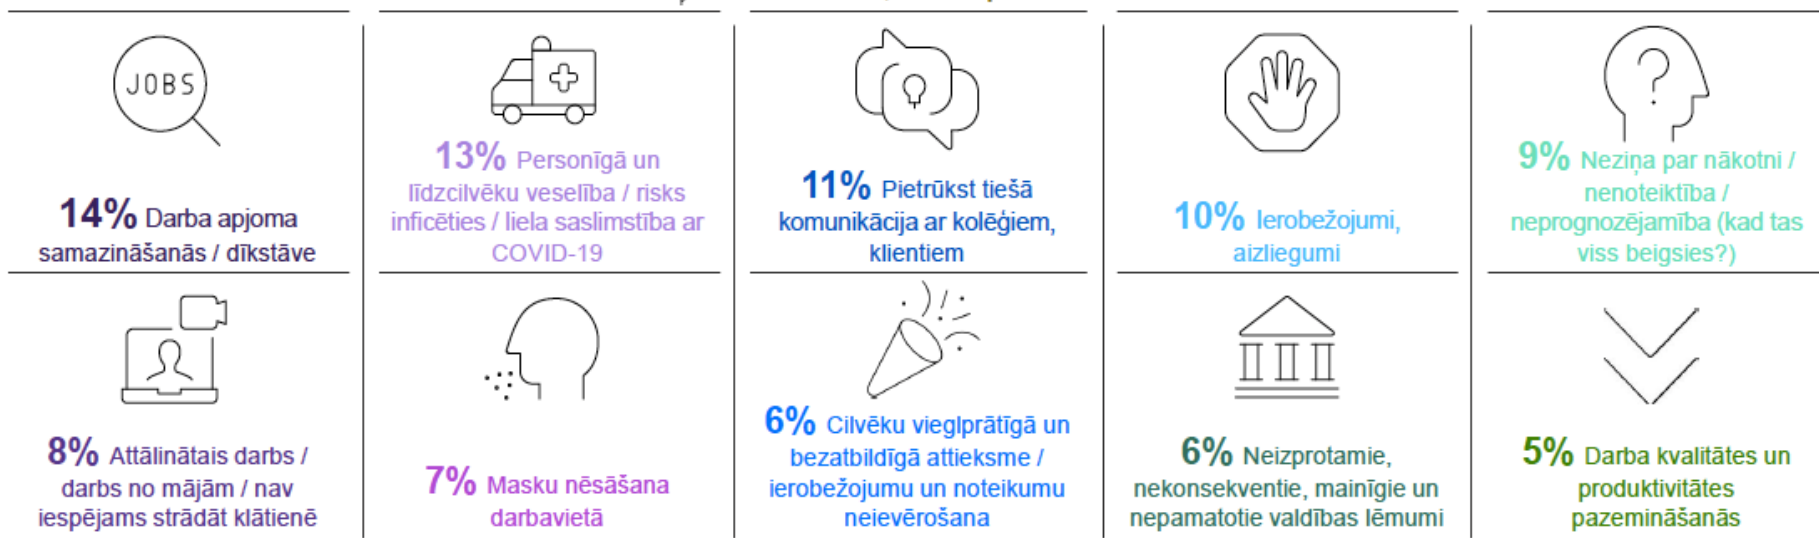 JOBS
14% Darba apjoma
samazināšanās / dīkstāve
13% Personīgā un
līdzcilvēku veselība / risks
inficēties / liela saslimstība ar
COVID-19
11% Pietrūkst tiešā
komunikācija ar kolēģiem,
klientiem
10% Ierobežojumi,
aizliegumi
9% Neziņa par nākotni /
nenoteiktība /
neprognozējamība (kad tas
viss beigsies?)
8% Attālinātais darbs /
darbs no mājām / nav
iespējams strādāt klātienē
7% Masku nēsāšana
darbavietā
6% Cilvēku vieglprātīgā un
bezatbildīgā attieksme /
ierobežojumu un noteikumu
neievērošana
6% Neizprotamie,
nekonsekventie, mainīgie un
nepamatotie valdības lēmumi
5% Darba kvalitātes un
produktivitātes
pazemināšanās